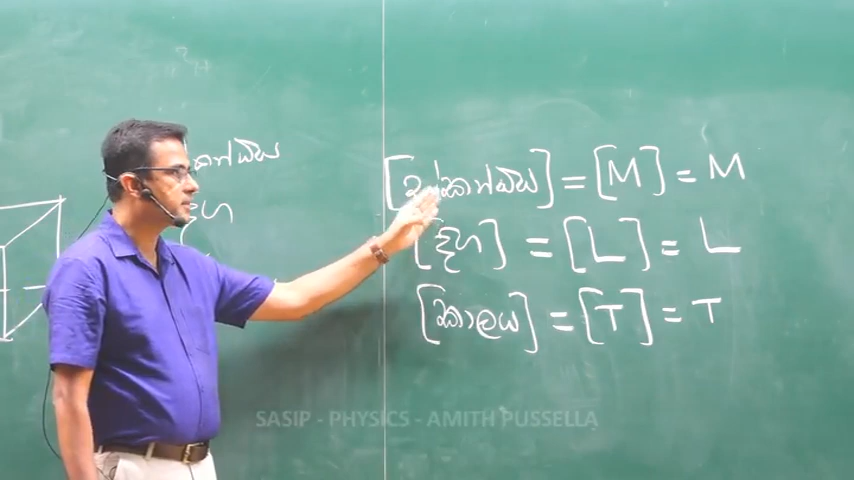 [ස්කන්ධය] = [M] = M
[දිග] = [L] = L
[කාලය] = [T] = T
SASIP - PHYSICS - AMITH PUSSELLA